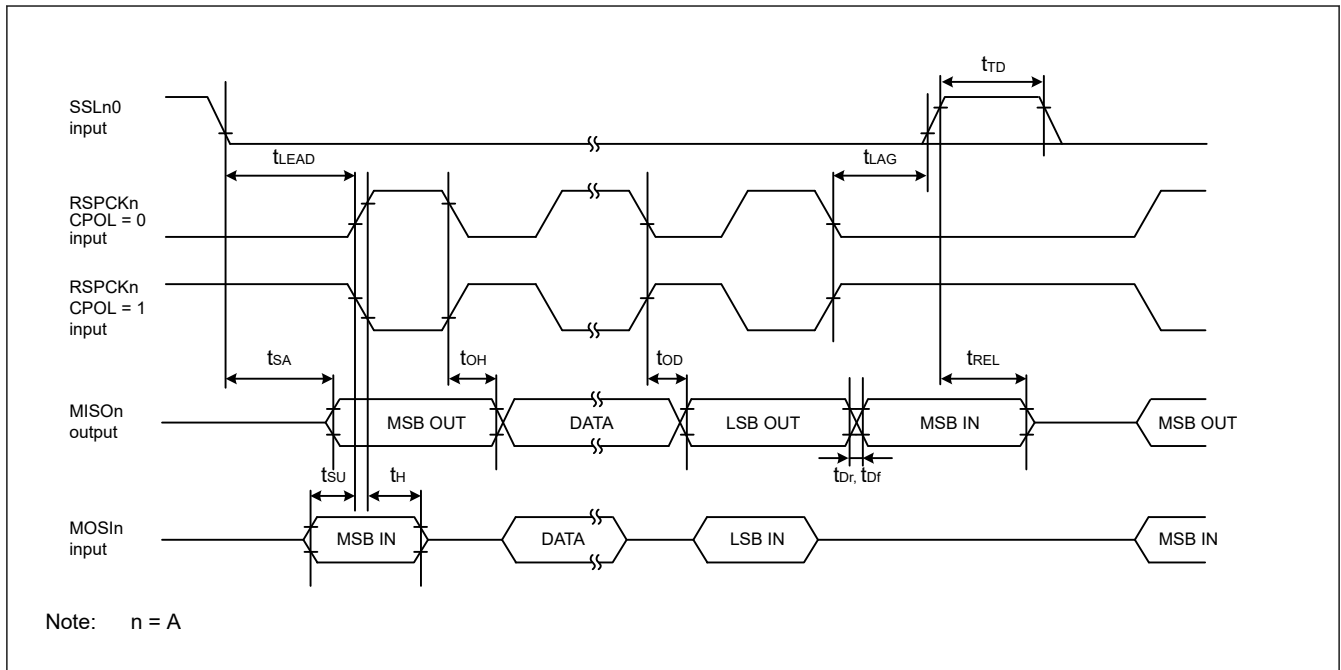 tTD
SSLn0
input
tLEAD
tLAG
RSPCKn
CPOL = 0
input
RSPCKn
CPOL = 1
input
tSA
tOH
tOD
tREL
MISOn
output
MSB OUT
DATA
LSB OUT
MSB IN
MSB OUT
tSU
tH
tDr, tDf
MOSIn
input
MSB IN
DATA
LSB IN
MSB IN
Note: n = A